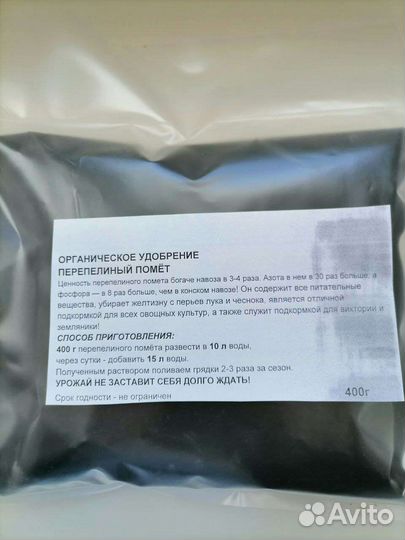 ОРГАНИЧЕСКОЕ УДОБРЕНИЕ
ПЕРЕПЕЛИНЫЙ ПОМЁТ
Ценность перепелиного помета богаче навоза в 3-4 раза. Азота в нем в 30 раз больше, а
фосфора — в 8 раз больше, чем в конском навозе! Он содержит все питательные
вещества, убирает желтизну с перьев лука и чеснока, является отличной
подкормкой для всех овощных культур, а также служит подкормкой для виктории и
земляники!
СПОСОБ ПРИГОТОВЛЕНИЯ:
400 г перепелиного помёта развести в 10 л воды,
через сутки - добавить 15 л воды.
Полученным раствором поливаем грядки 2-3 раза за сезон.
УРОЖАЙ НЕ ЗАСТАВИТ СЕБЯ ДОЛГО ЖДАТЬ!
Срок годности - не ограничен
400г
Avito